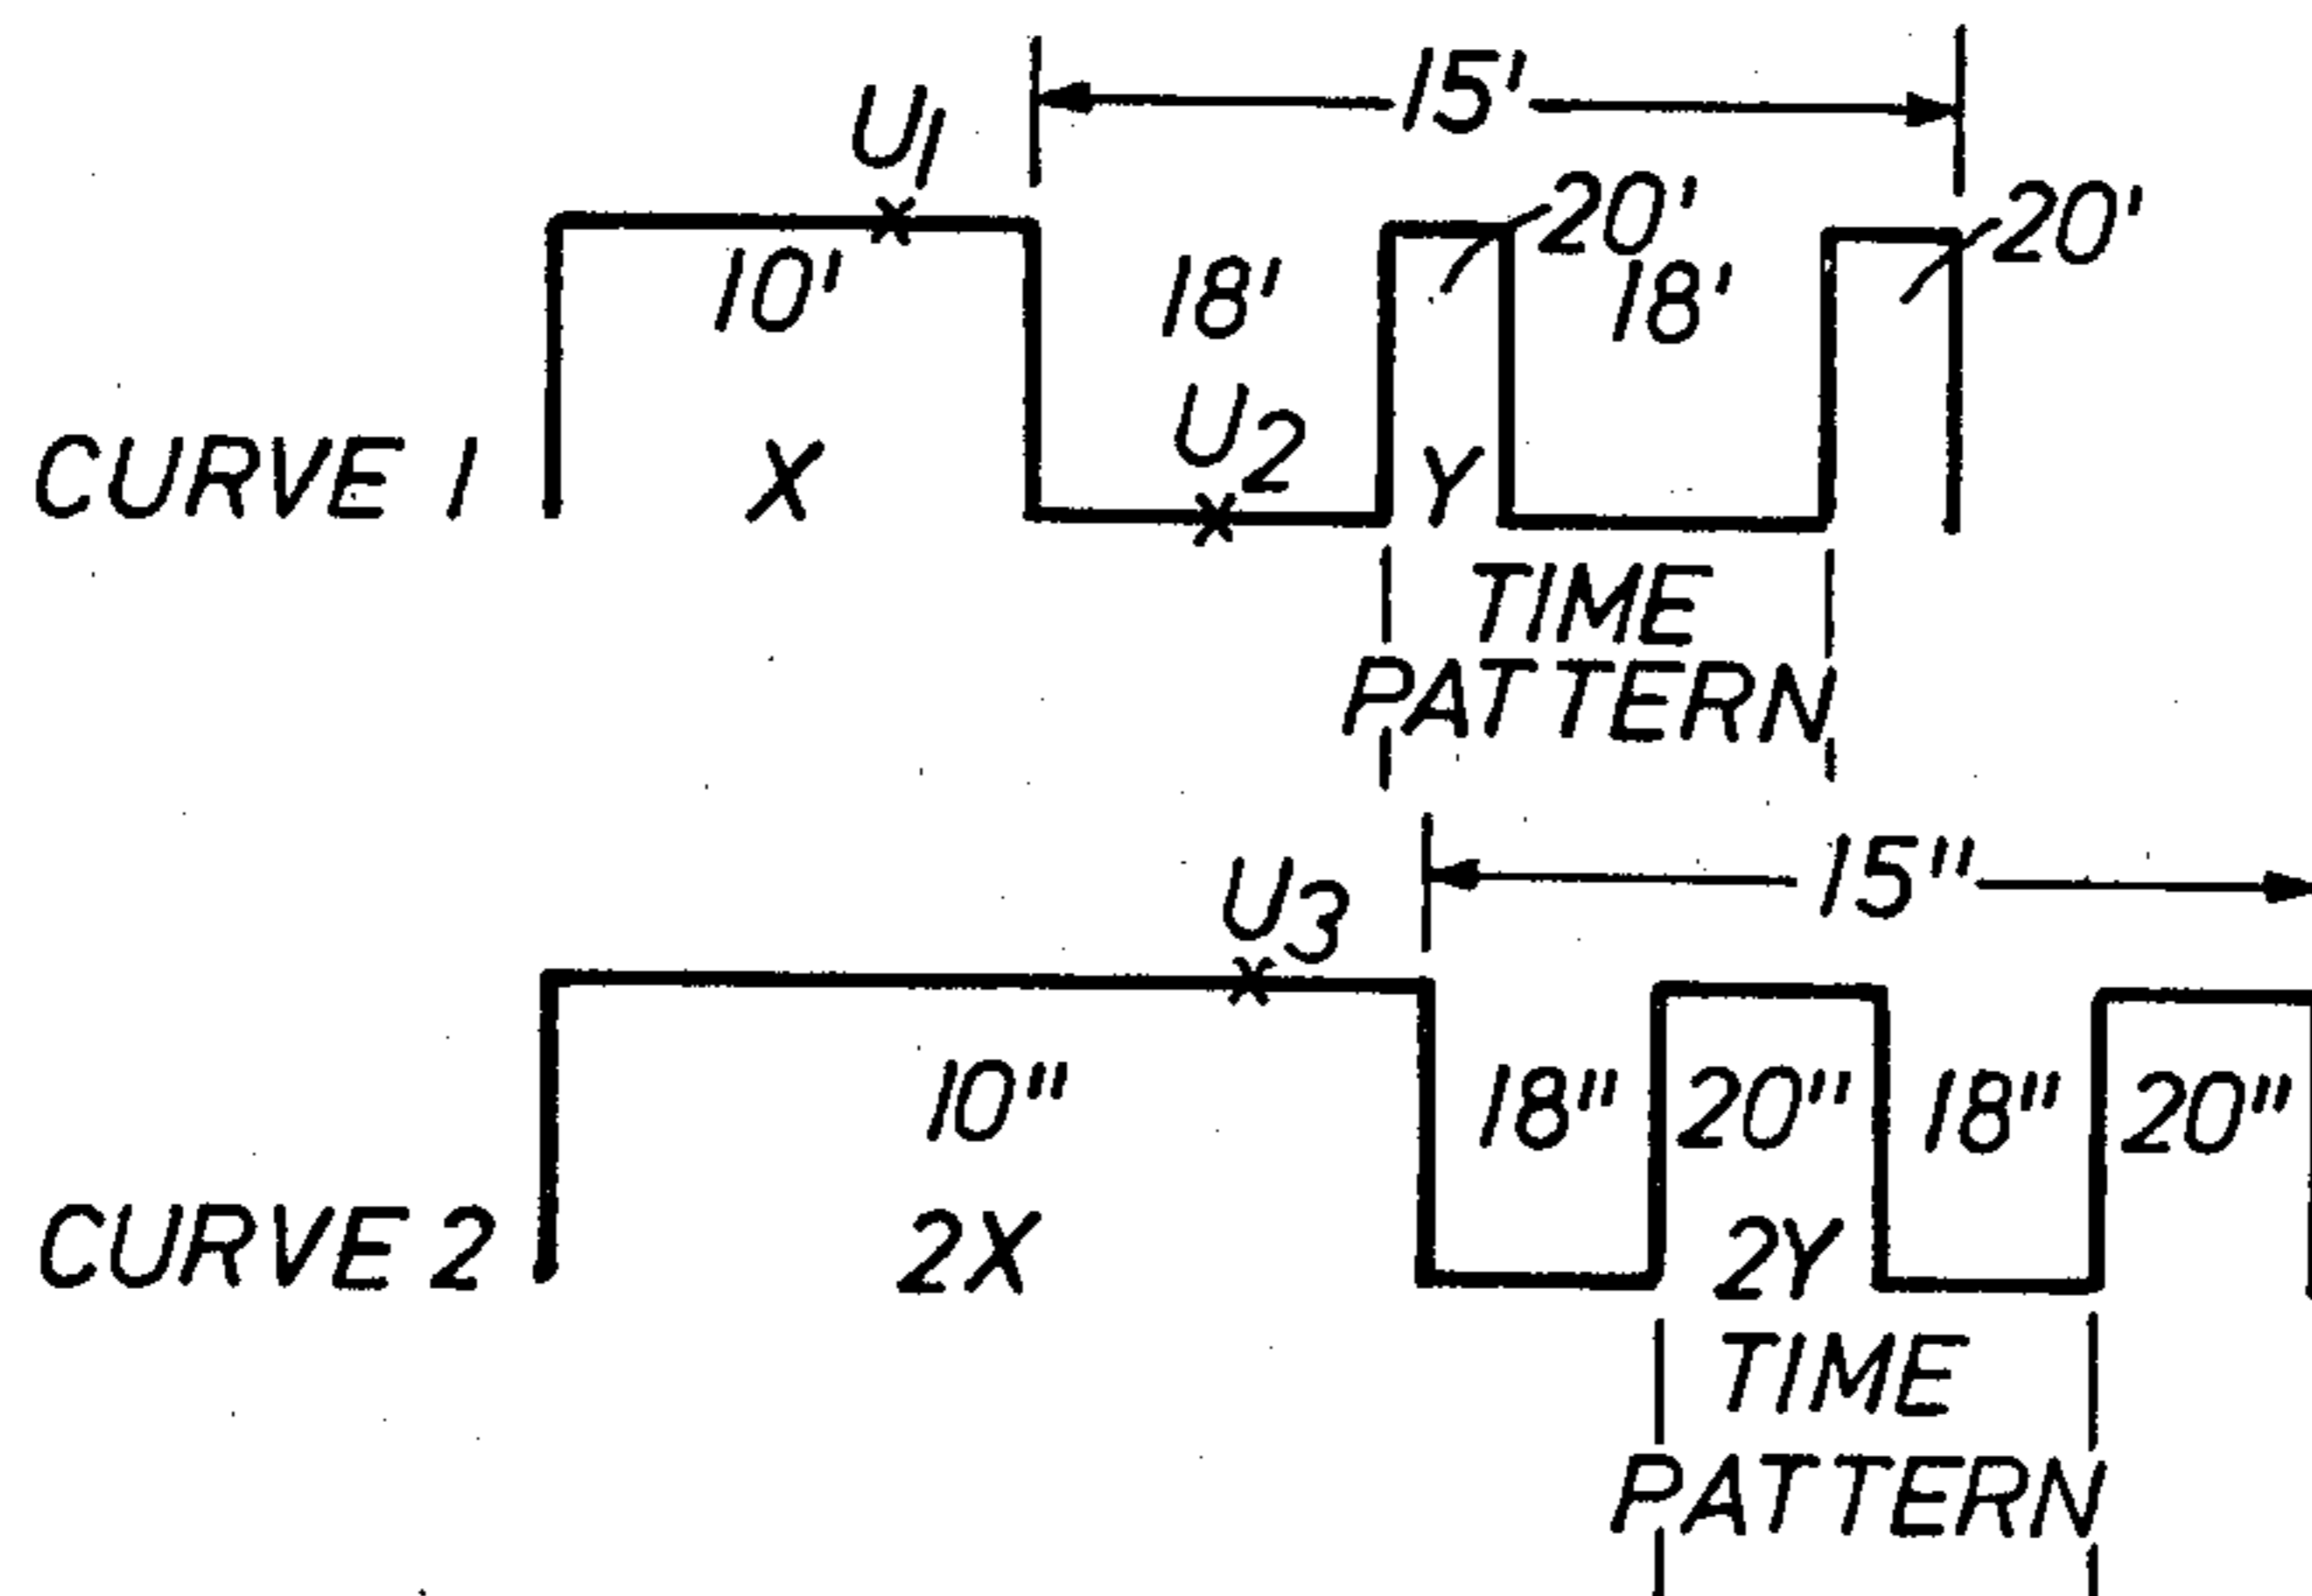 15'
U1
20'
20'
10'
18'
18'
U2
CURVE 1
X
Y
TIME
PATTERN
15"
U3
10"
18"
20"
18"
20"
CURVE 2
2X
2Y
TIME
PATTERN